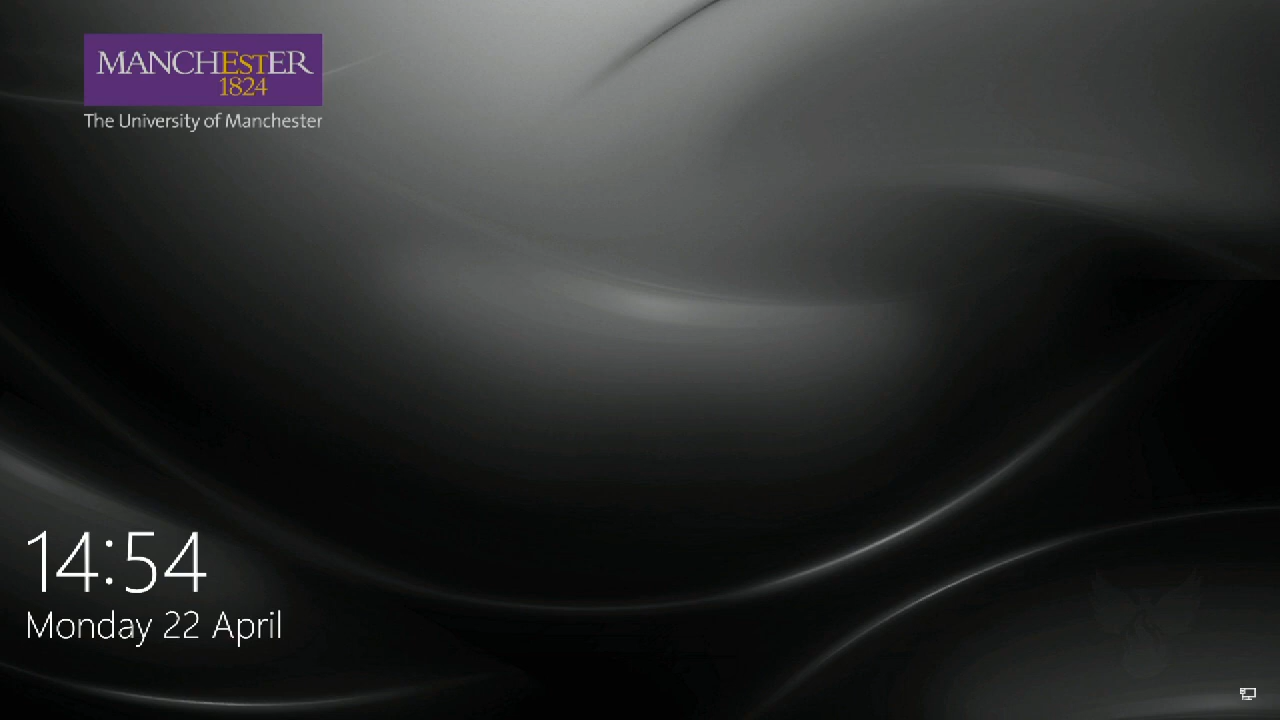 MANCHESTER
1824
The University of Manchester
14:54
Monday 22 April